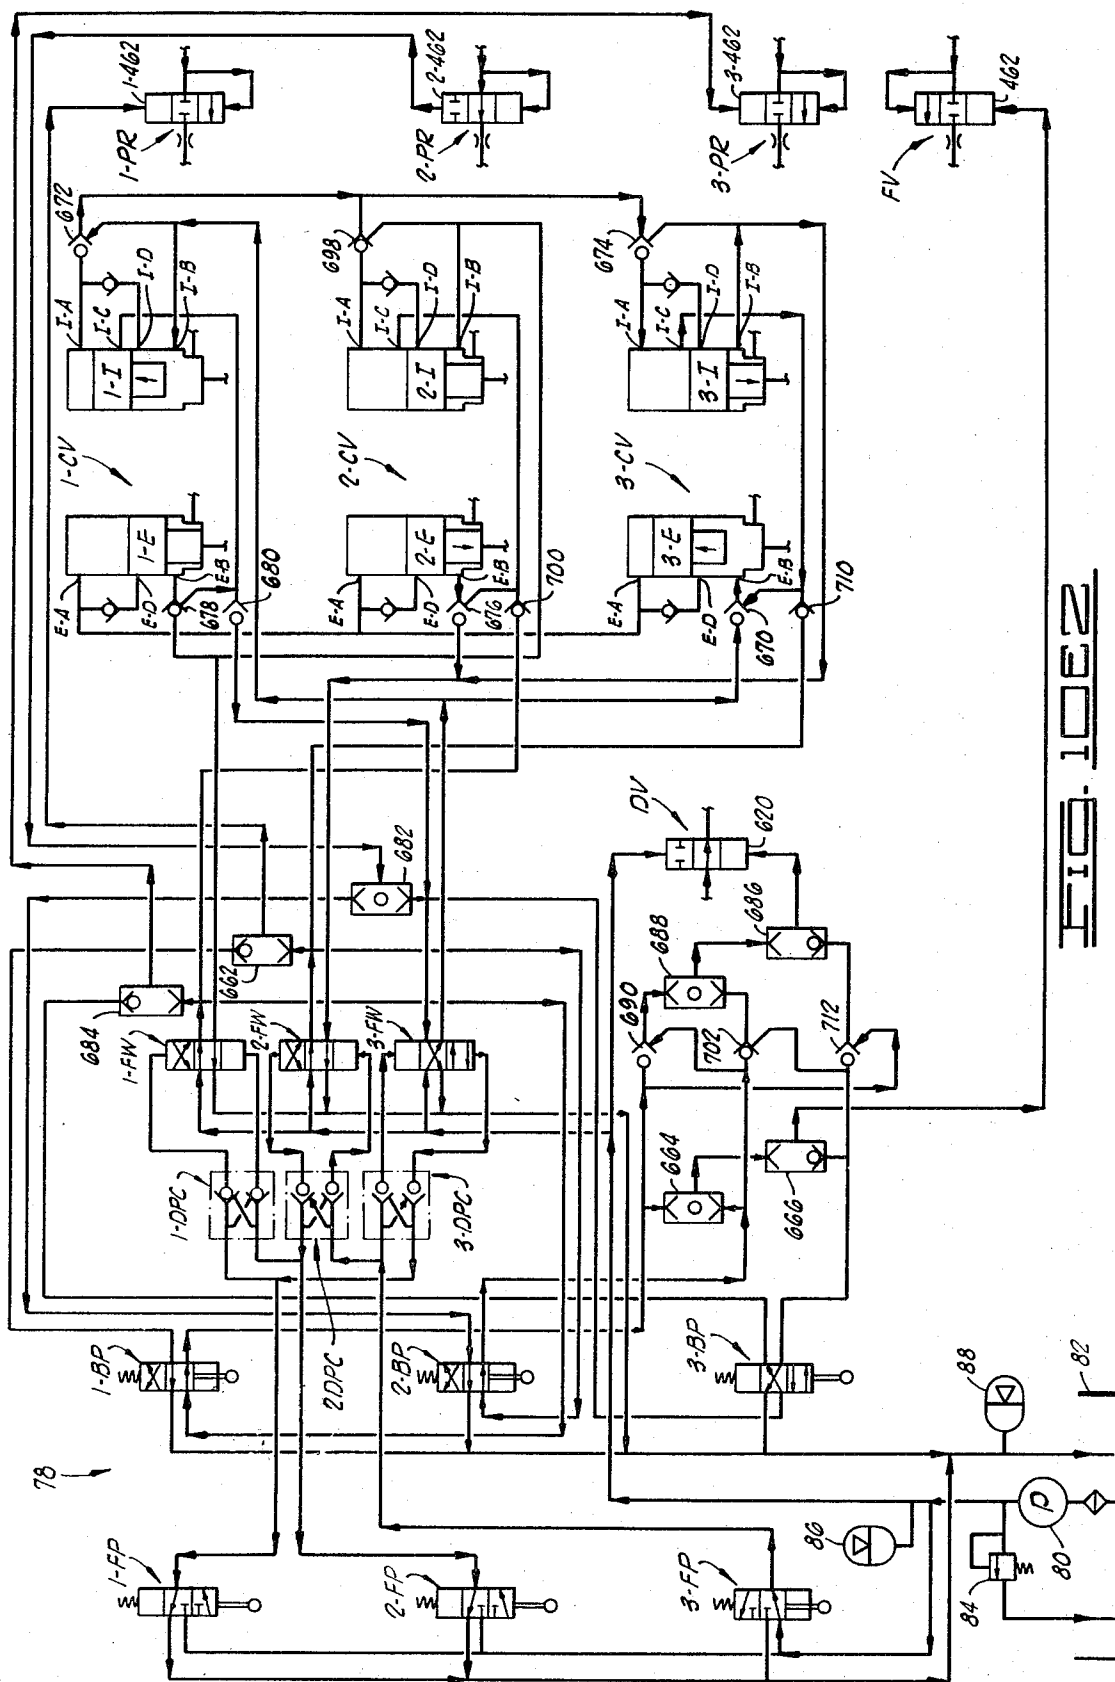 1-462
1-PR
2-462
2-PR
3-462
3-PR
462
FV
672
I-A
I-C
I-D
I-B
1-I
1-CV
1-E
E-A
E-D
E-B
678
680
698
I-A
I-C
I-D
I-B
2-I
2-CV
2-E
E-A
E-D
E-B
676
700
674
I-A
I-C
I-D
I-B
3-I
3-CV
3-E
E-A
E-D
E-B
670
710
684
662
682
1-FW
2-FW
3-FW
1-DPC
2DPC
3-DPC
DV
620
690
688
686
702
712
664
666
1-BP
2-BP
3-BP
78
1-FP
2-FP
3-FP
86
88
82
84
P
80
FIG. 10E2